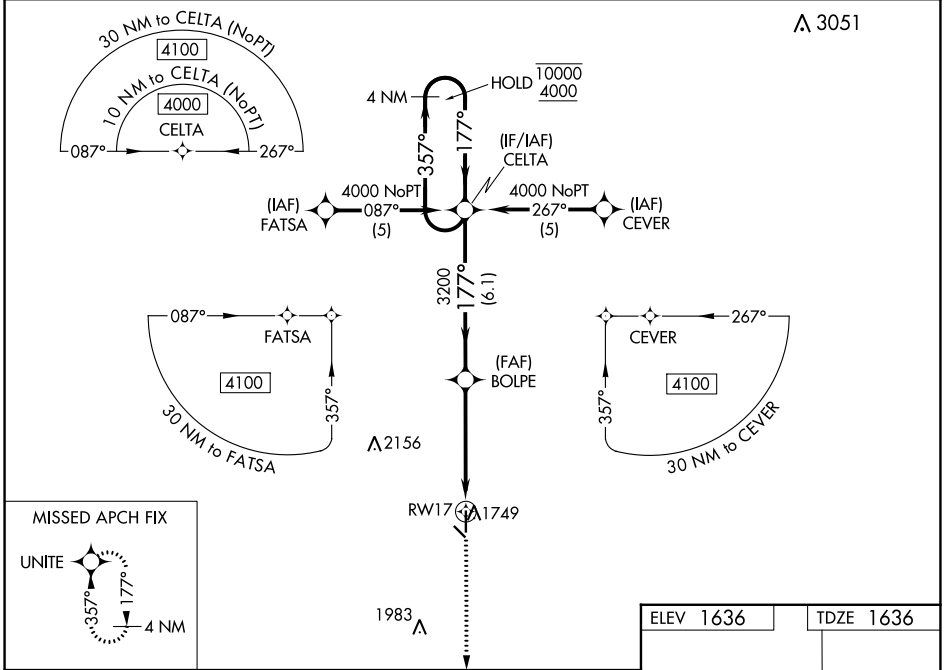 30 NM to CELTA (NoPT)
4100
10 NM to CELTA (NoPT)
4000
CELTA
087°
267°
3051
4 NM
HOLD
10000
4000
357°
177°
(IF/IAF)
CELTA
(IAF)
FATSA
4000 NoPT
087°
(5)
4000 NoPT
267°
(5)
(IAF)
CEVER
3200
177°
(6.1)
087°
FATSA
4100
357°
30 NM to FATSA
267°
CEVER
4100
357°
30 NM to CEVER
(FAF)
BOLPE
2156
RW17
1749
MISSED APCH FIX
UNITE
357°
177°
4 NM
1983
ELEV 1636
TDZE 1636